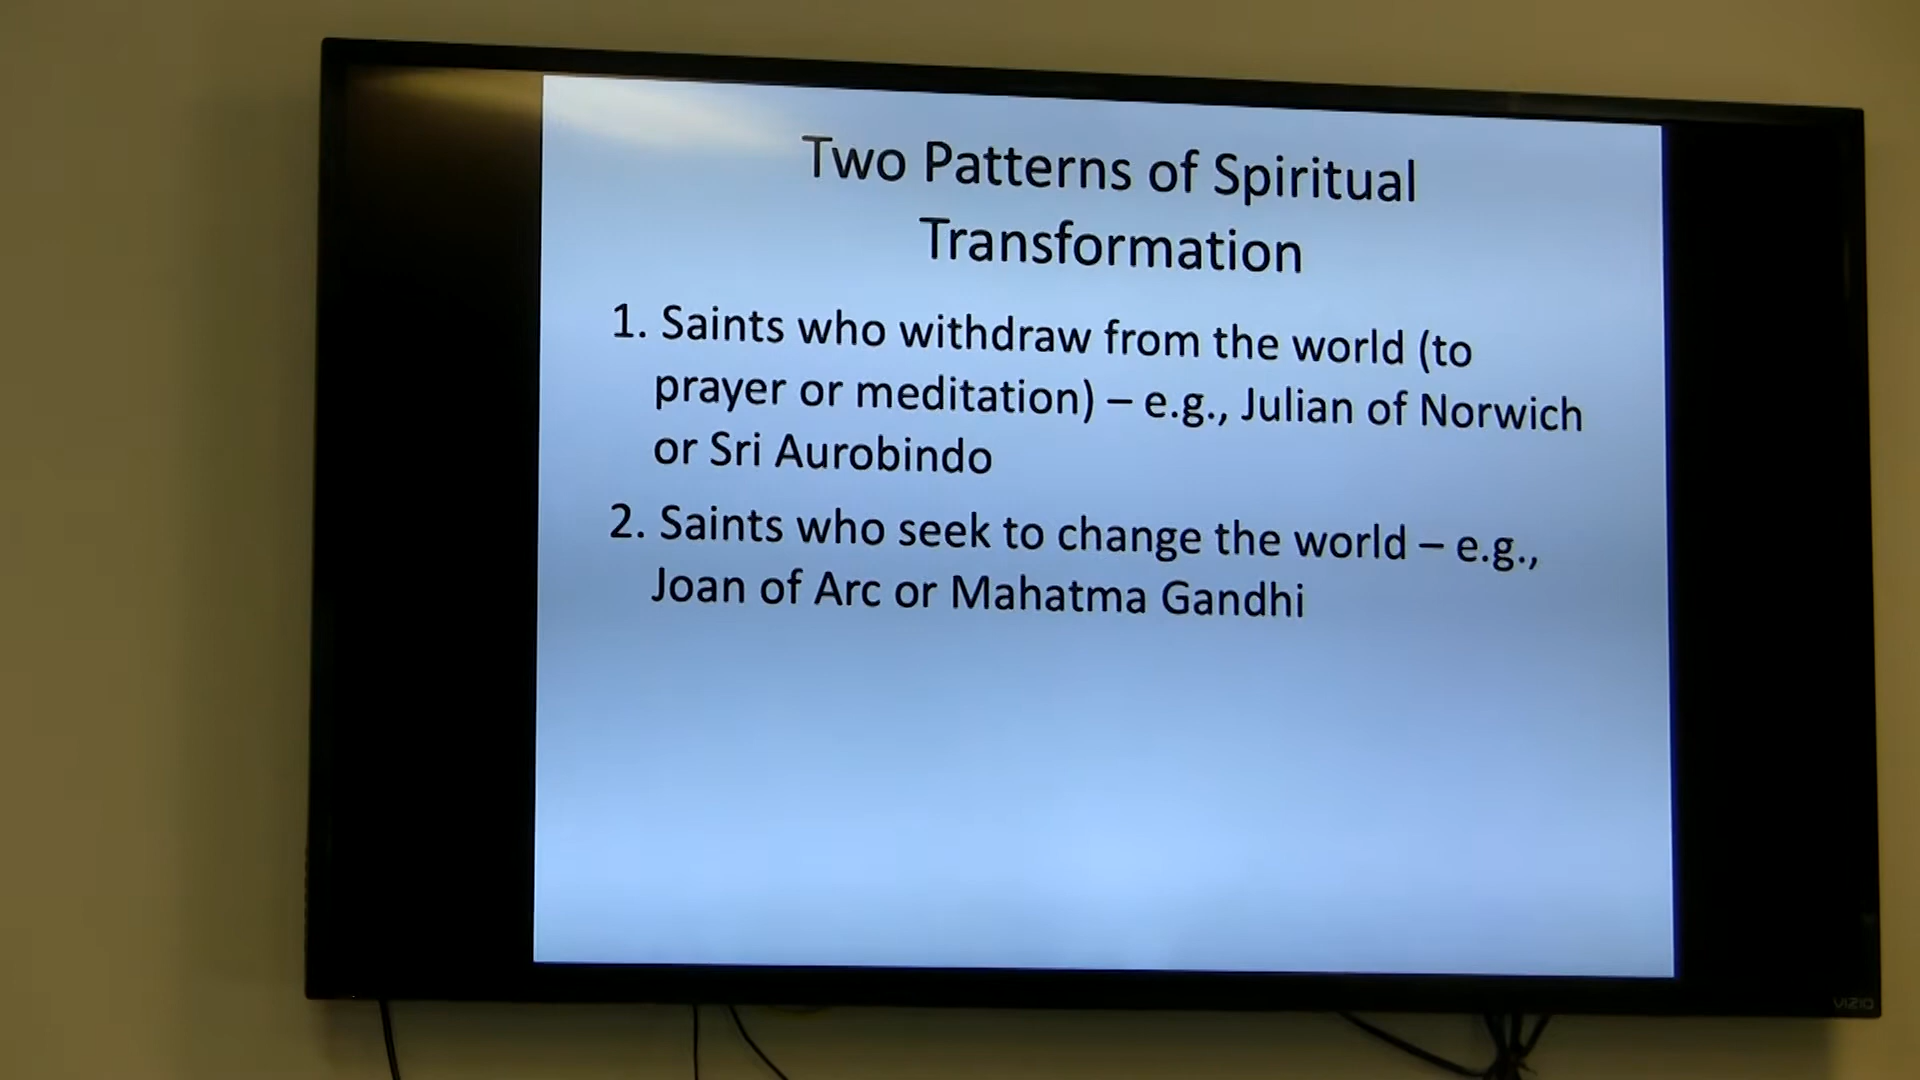 Two Patterns of Spiritual
Transformation
1. Saints who withdraw from the world (to
prayer or meditation) – e.g., Julian of Norwich
or Sri Aurobindo
2. Saints who seek to change the world – e.g.,
Joan of Arc or Mahatma Gandhi
VIZIO